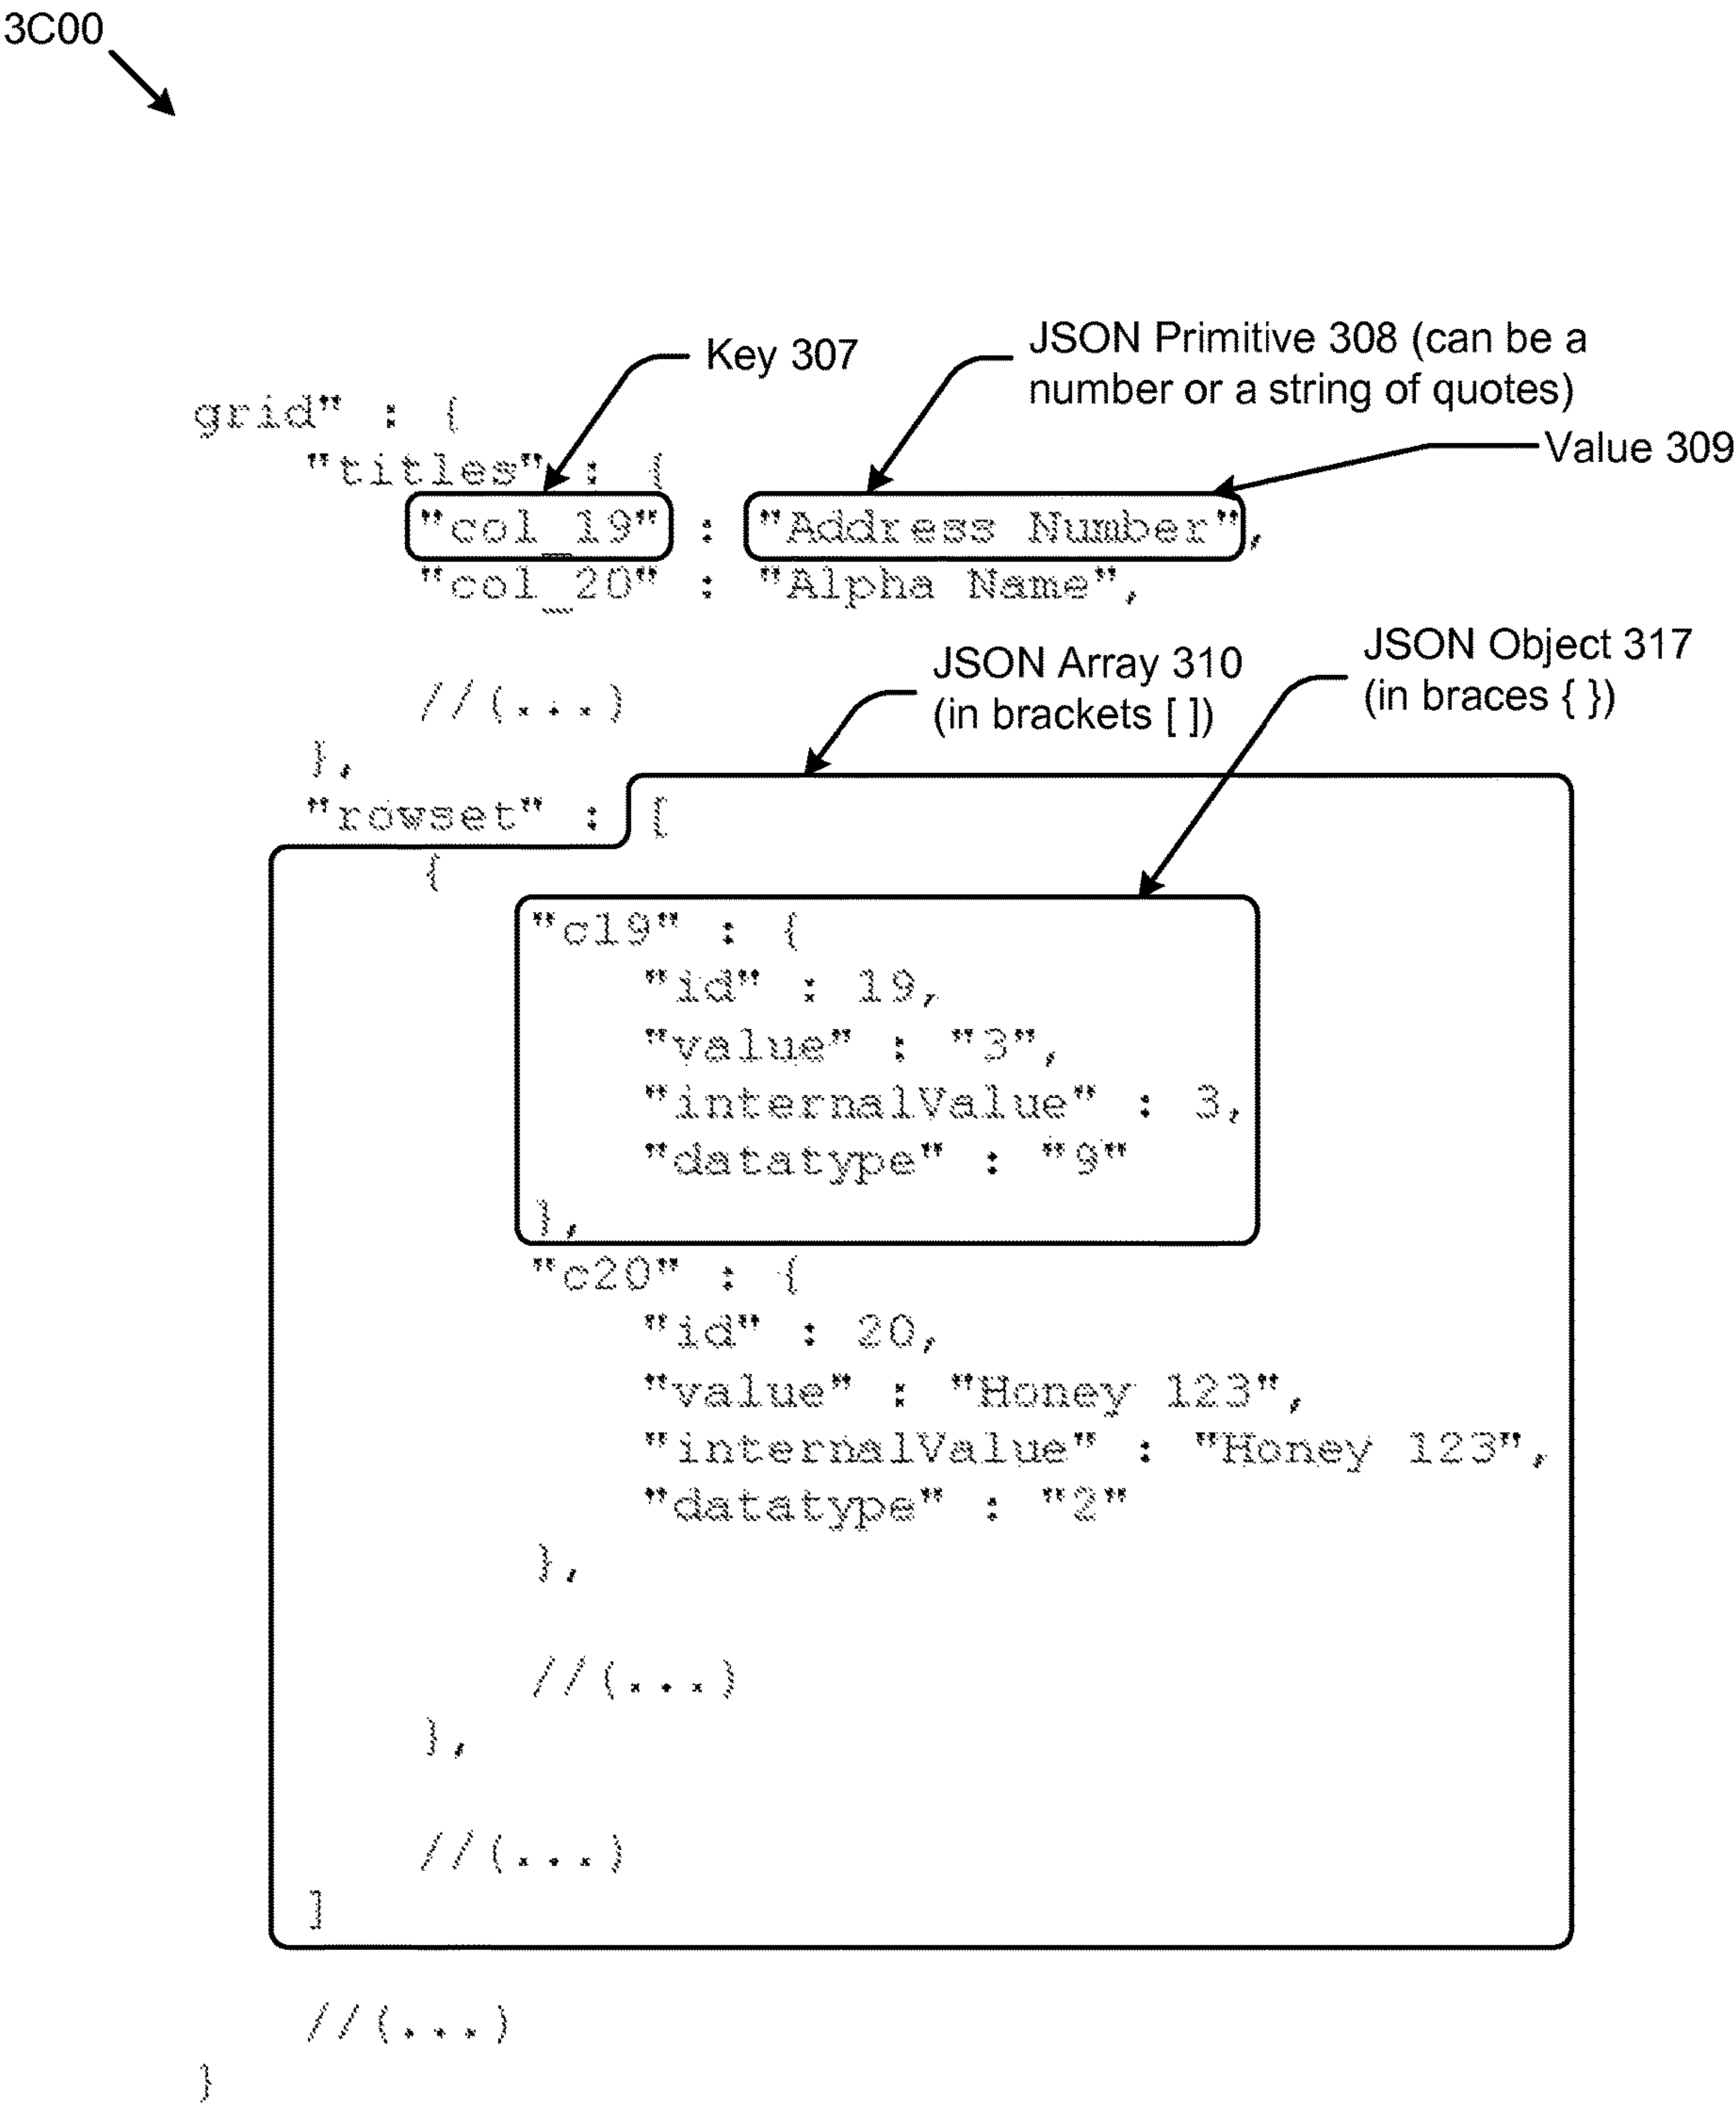 3C00
Key 307
JSON Primitive 308 (can be a
number or a string of quotes)
Value 309
grid" : {
"titles" : {
"col_19" : "Address Number",
"col_20" : "Alpha Name",
JSON Array 310
(in brackets [ ])
JSON Object 317
(in braces { })
//(...)
},
"rowset" : [
{
"c19" : {
"id" : 19,
"value" : "3",
"internalValue" : 3,
"datatype" : "9"
},
"c20" : {
"id" : 20,
"value" : "Honey 123",
"internalValue" : "Honey 123",
"datatype" : "2"
},
//(...)
},
//(...)
]
//(...)
}